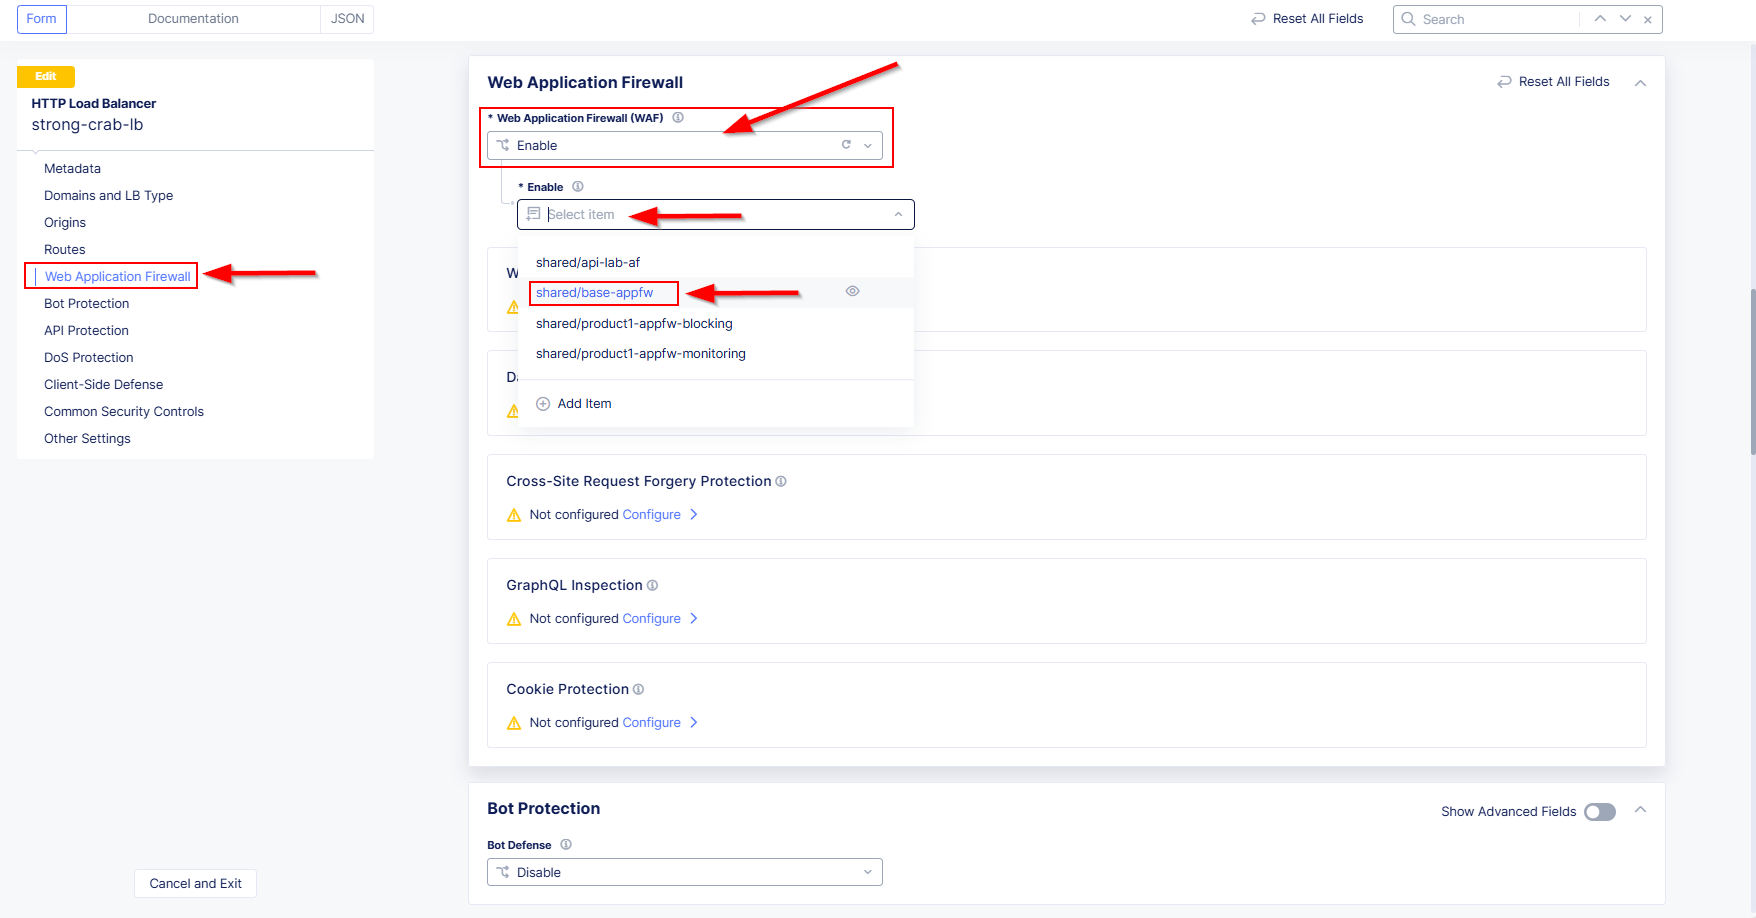 Form
Documentation
JSON
Reset All Fields
Search
Edit
HTTP Load Balancer
strong-crab-lb
Metadata
Domains and LB Type
Origins
Routes
Web Application Firewall
Bot Protection
API Protection
DoS Protection
Client-Side Defense
Common Security Controls
Other Settings
Cancel and Exit
Web Application Firewall
Reset All Fields
* Web Application Firewall (WAF)
Enable
* Enable
Select item
shared/api-lab-af
shared/base-appfw
shared/product1-appfw-blocking
shared/product1-appfw-monitoring
Add Item
Cross-Site Request Forgery Protection
Not configured Configure
GraphQL Inspection
Not configured Configure
Cookie Protection
Not configured Configure
Bot Protection
Show Advanced Fields
Bot Defense
Disable